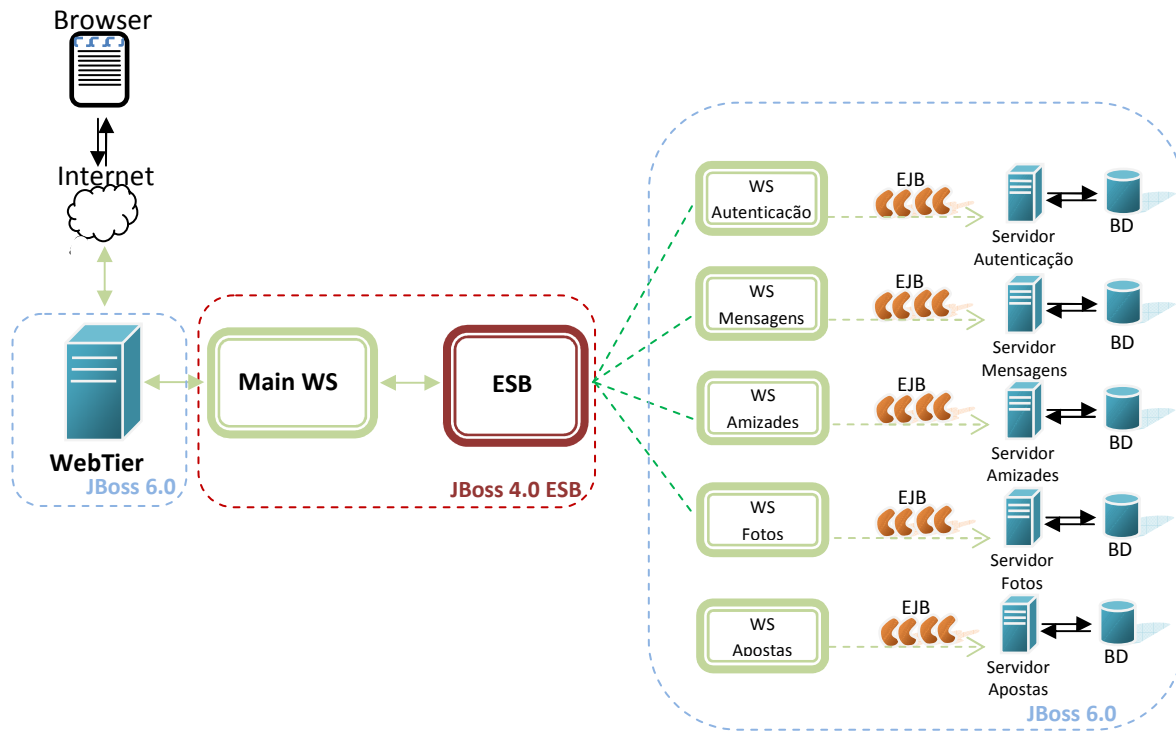 Browser
Internet
WebTier
JBoss 6.0
Main WS
ESB
JBoss 4.0 ESB
WS
Autenticação
EJB
Servidor
Autenticação
BD
WS
Mensagens
EJB
Servidor
Mensagens
BD
WS
Amizades
EJB
Servidor
Amizades
BD
WS
Fotos
EJB
Servidor
Fotos
BD
WS
Apostas
EJB
Servidor
Apostas
BD
JBoss 6.0